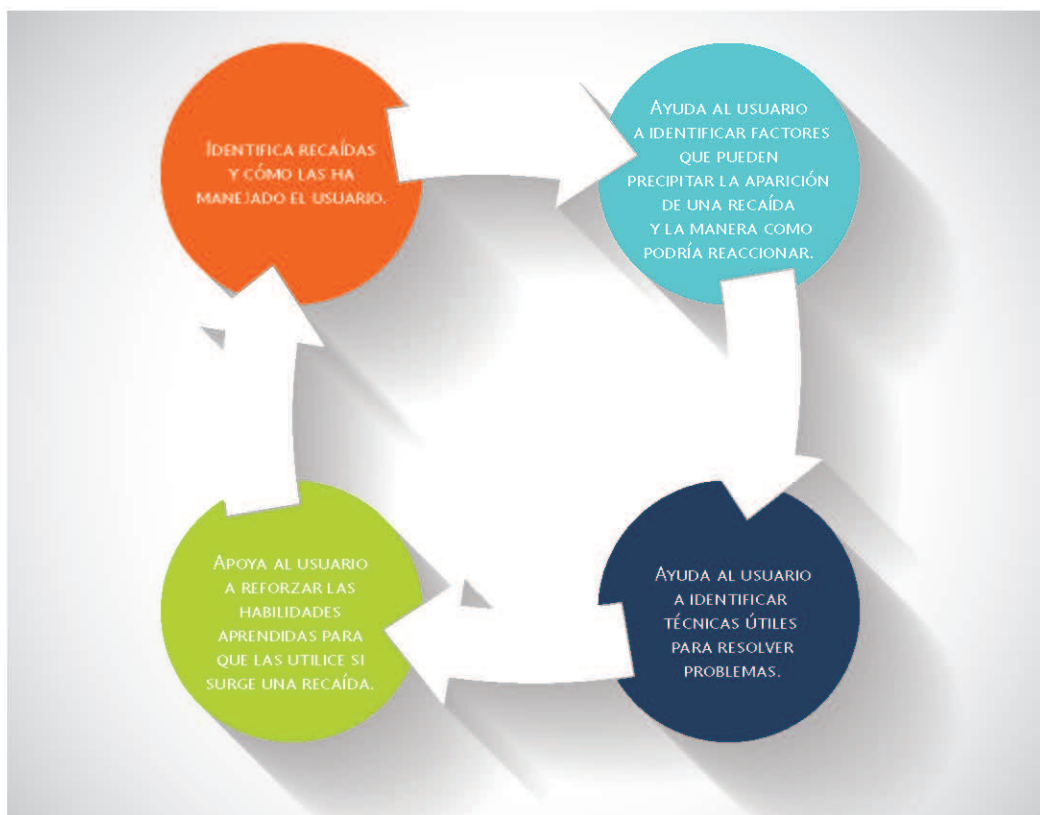 Identifica recaídas
y cómo las ha
manejado el usuario.
Ayuda al usuario
a identificar factores
que pueden
precipitar la aparición
de una recaída
y la manera como
podría reaccionar.
Ayuda al usuario
a identificar
técnicas útiles
para resolver
problemas.
Apoya al usuario
a reforzar las
habilidades
aprendidas para
que las utilice si
surge una recaída.